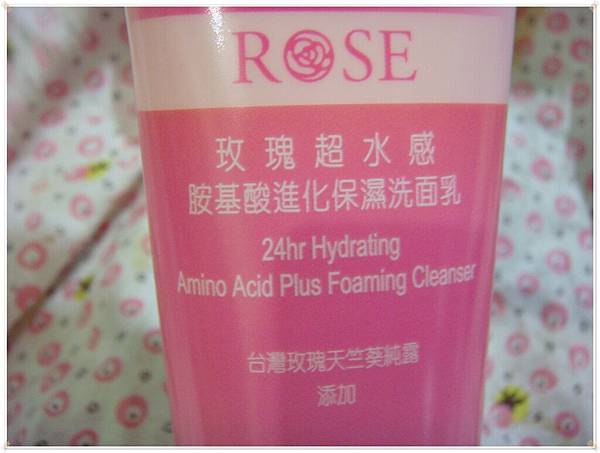 ROSE
玫瑰超水感
胺基酸進化保濕洗面乳
24hr Hydrating
Amino Acid Plus Foaming Cleanser
台灣玫瑰天竺葵純露
添加